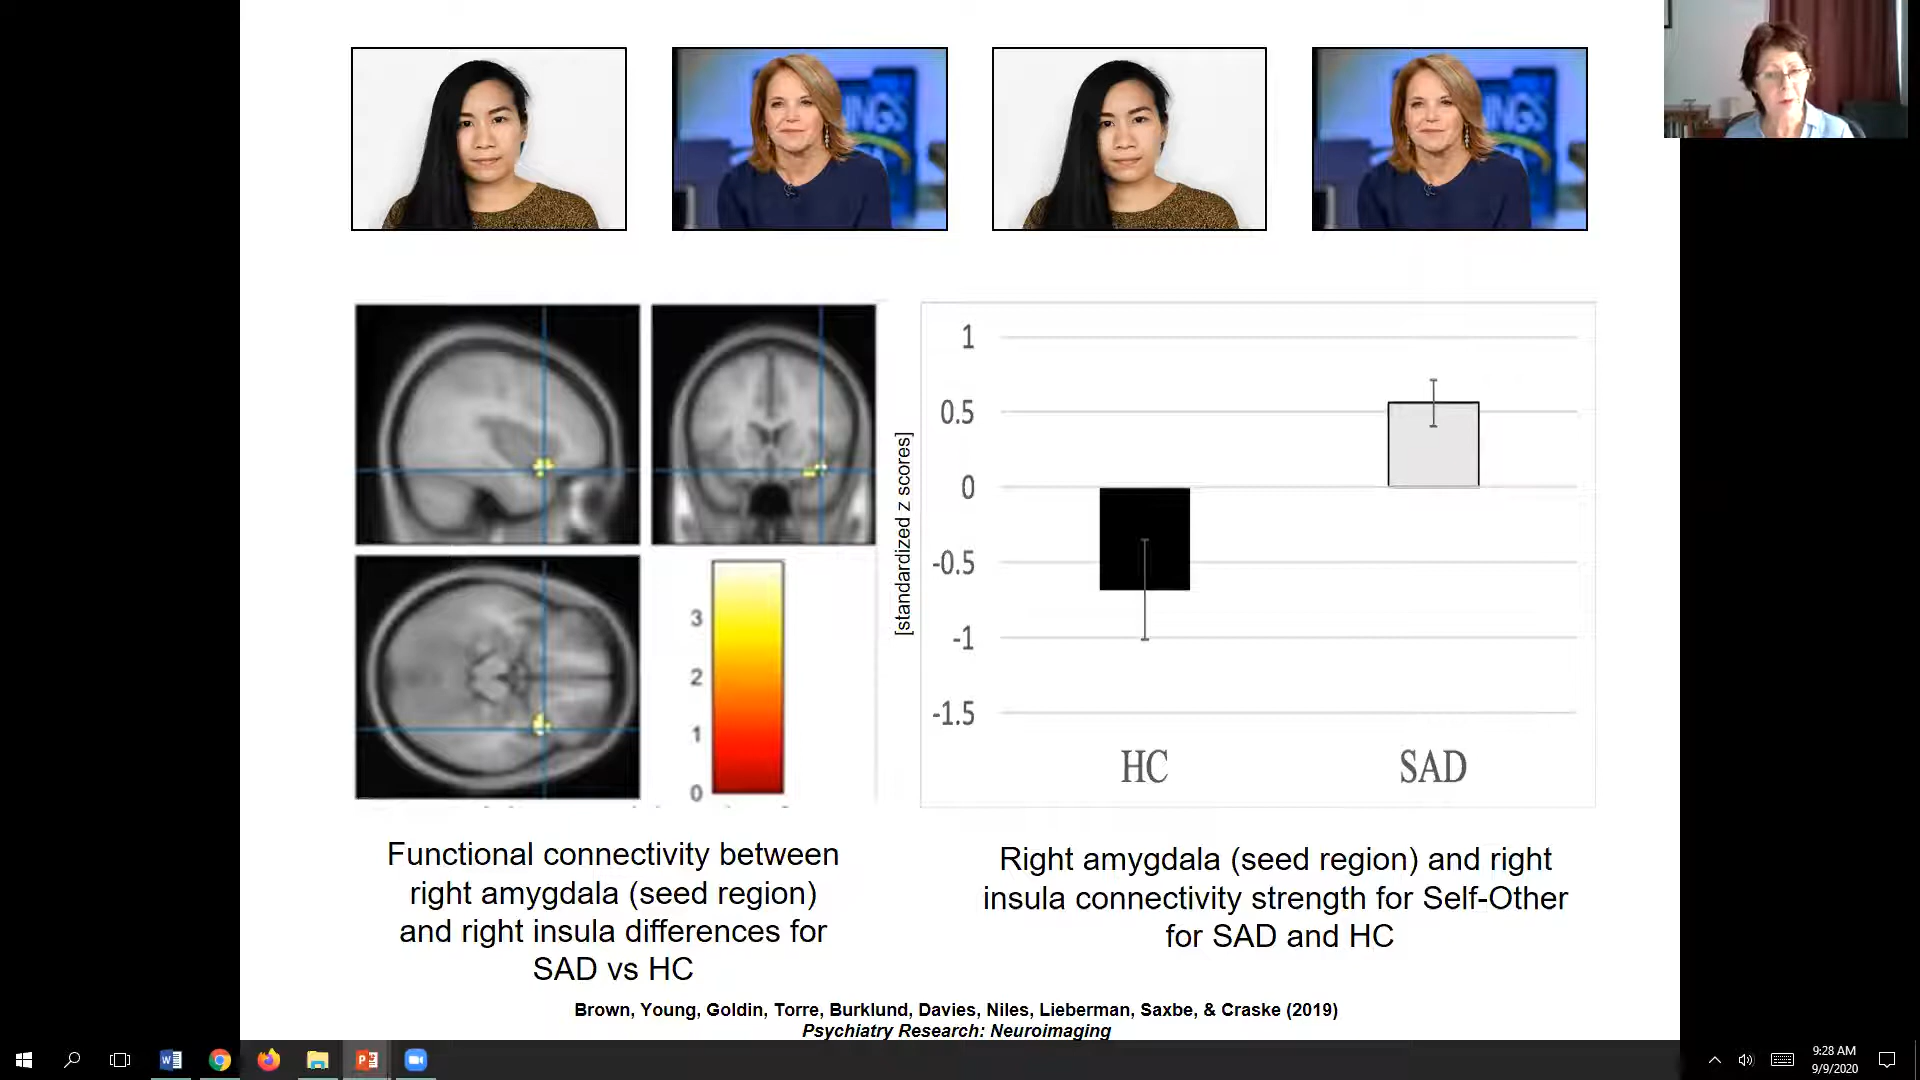 NINGS
NINGS
1
0.5
0
-0.5
-1
-1.5
[standardized z scores]
HC
SAD
3
2
1
0
Functional connectivity between
right amygdala (seed region)
and right insula differences for
SAD vs HC
Right amygdala (seed region) and right
insula connectivity strength for Self-Other
for SAD and HC
Brown, Young, Goldin, Torre, Burklund, Davies, Niles, Lieberman, Saxbe, & Craske (2019)
Psychiatry Research: Neuroimaging
9:28 AM
9/9/2020